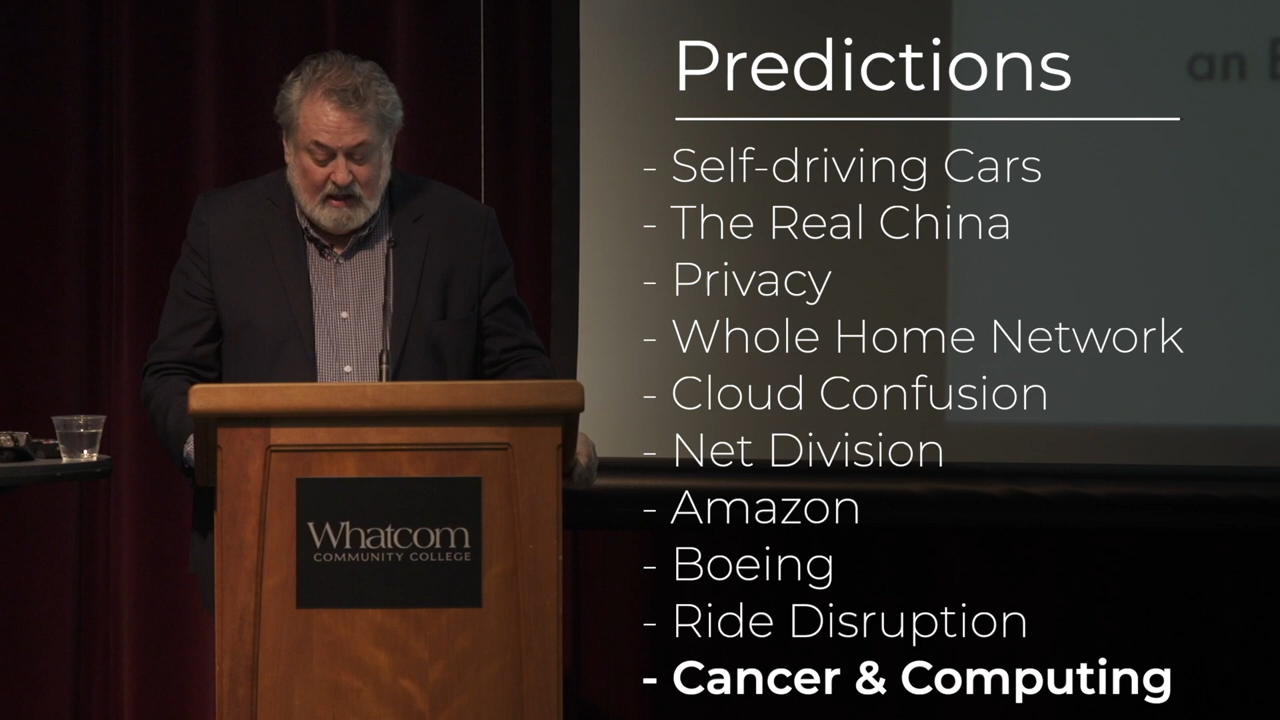 Predictions
an
- Self-driving Cars
- The Real China
- Privacy
- Whole Home Network
- Cloud Confusion
- Net Division
- Amazon
- Boeing
- Ride Disruption
- Cancer & Computing
Whatcom
COMMUNITY COLLEGE